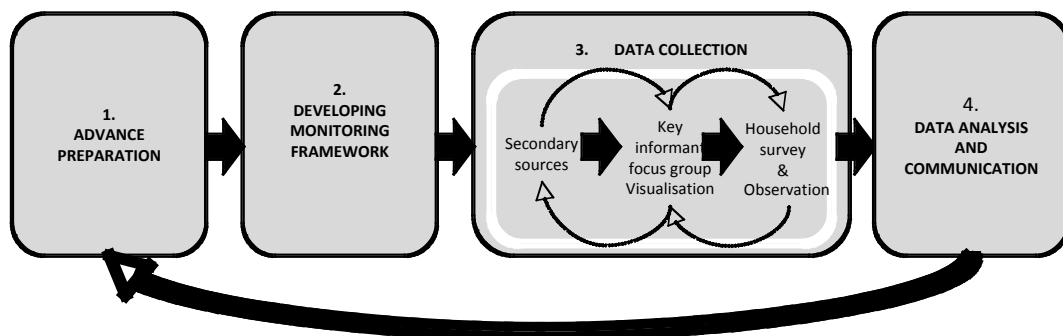 1.
ADVANCE
PREPARATION
2.
DEVELOPING
MONITORING
FRAMEWORK
3. DATA COLLECTION
Secondary
sources
Key
informant
focus group
Visualisation
Household
survey
&
Observation
4.
DATA ANALYSIS
AND
COMMUNICATION